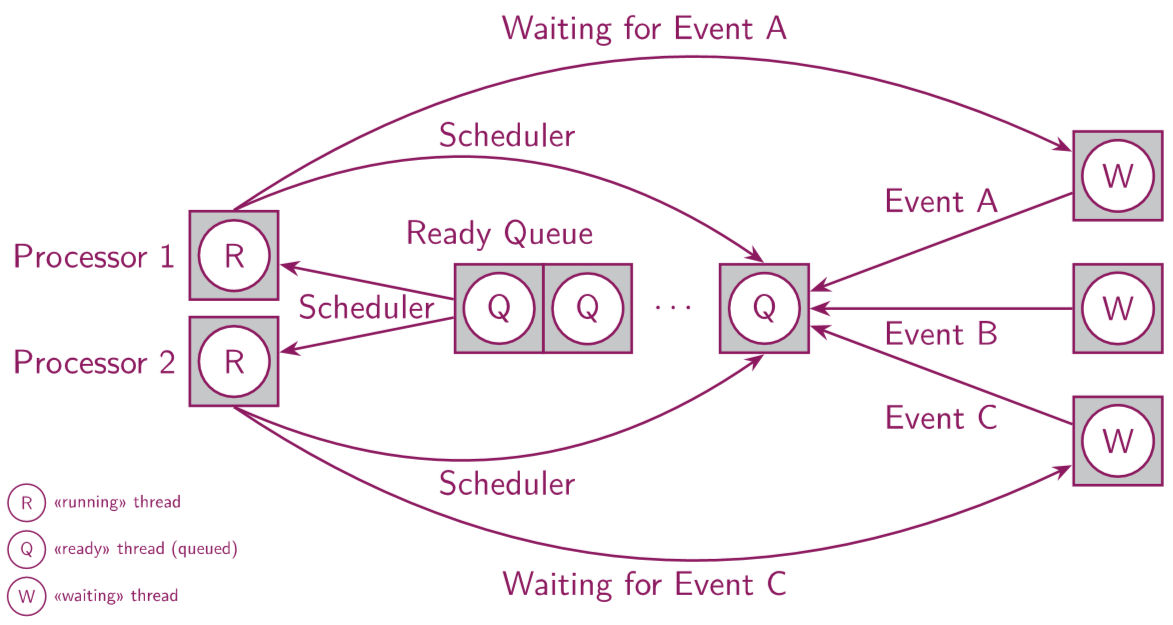 Waiting for Event A
Scheduler
W
Event A
Processor 1
R
Ready Queue
Scheduler
Q
Q
...
Q
W
Event B
Processor 2
R
Event C
W
Scheduler
R «running» thread
Q «ready» thread (queued)
Waiting for Event C
W «waiting» thread